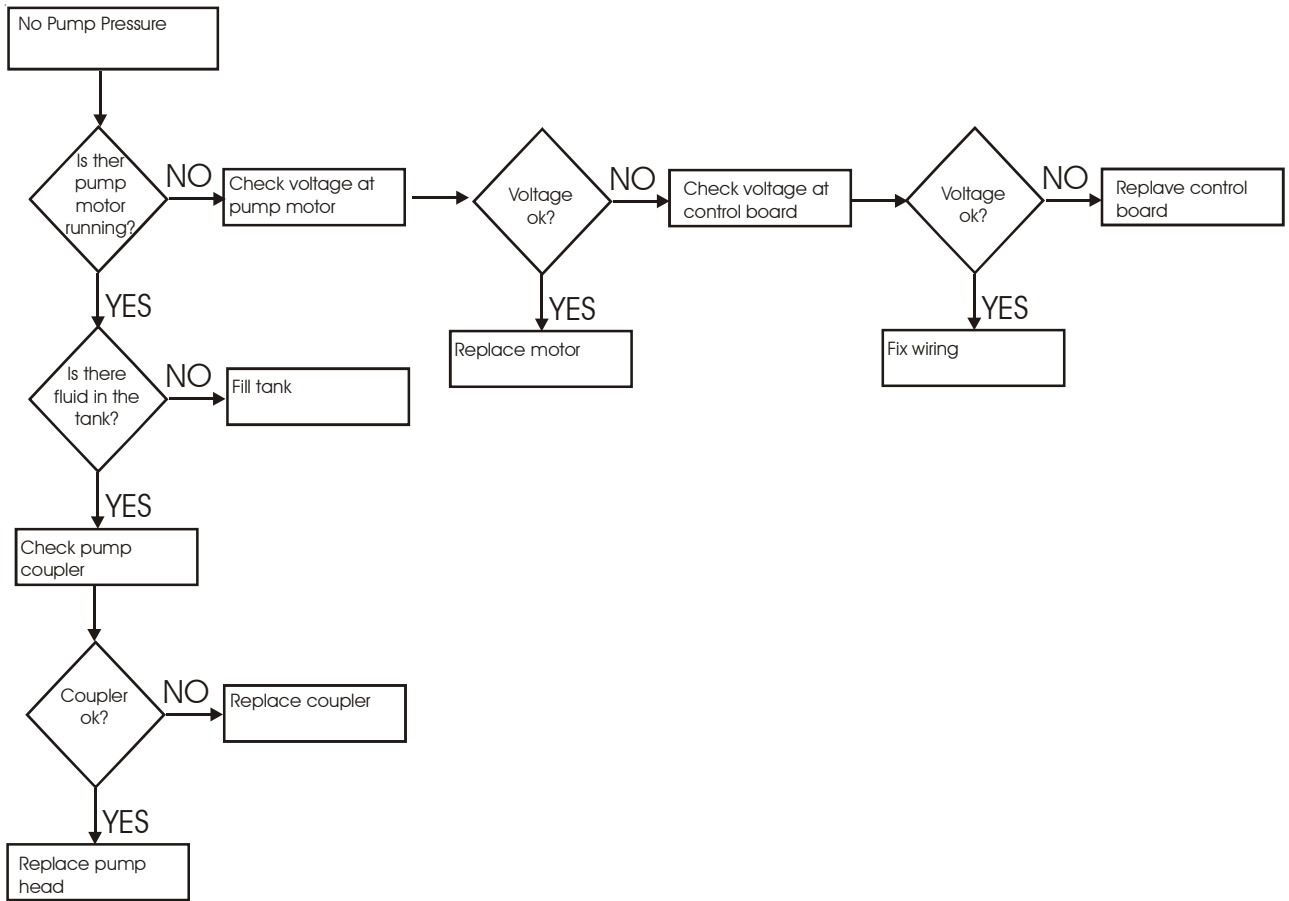 No Pump Pressure
Is ther
pump
motor
running?
NO
Check voltage at
pump motor
Voltage
ok?
NO
Check voltage at
control board
Voltage
ok?
NO
Replave control
board
YES
YES
Replace motor
YES
Fix wiring
Is there
fluid in the
tank?
NO
Fill tank
YES
Check pump
coupler
Coupler
ok?
NO
Replace coupler
YES
Replace pump
head